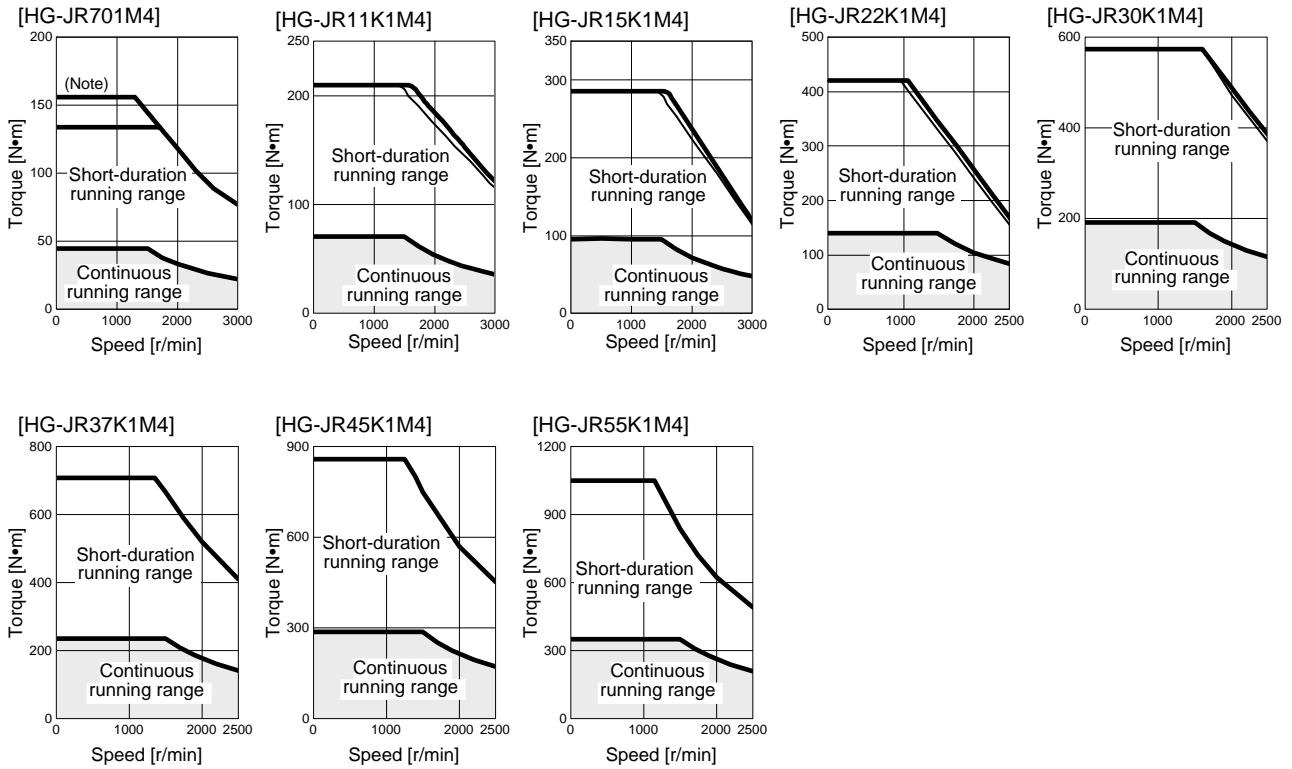 [HG-JR701M4]
200
150
100
50
0
(Note)
Short-duration
running range
Continuous
running range
Torque [N•m]
0 1000 2000 3000
Speed [r/min]
[HG-JR11K1M4]
250
200
100
0
Short-duration
running range
Continuous
running range
Torque [N•m]
0 1000 2000 3000
Speed [r/min]
[HG-JR15K1M4]
350
300
200
100
0
Short-duration
running range
Continuous
running range
Torque [N•m]
0 1000 2000 3000
Speed [r/min]
[HG-JR22K1M4]
500
400
300
200
100
0
Short-duration
running range
Continuous
running range
Torque [N•m]
0 1000 2000 2500
Speed [r/min]
[HG-JR30K1M4]
600
400
200
0
Short-duration
running range
Continuous
running range
Torque [N•m]
0 1000 2000 2500
Speed [r/min]
[HG-JR37K1M4]
800
600
400
200
0
Short-duration
running range
Continuous
running range
Torque [N•m]
0 1000 2000 2500
Speed [r/min]
[HG-JR45K1M4]
900
600
300
0
Short-duration
running range
Continuous
running range
Torque [N•m]
0 1000 2000 2500
Speed [r/min]
[HG-JR55K1M4]
1200
900
600
300
0
Short-duration
running range
Continuous
running range
Torque [N•m]
0 1000 2000 2500
Speed [r/min]